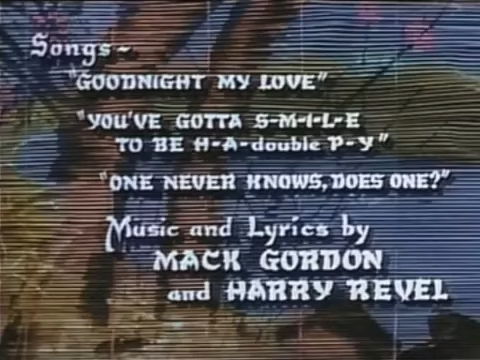 Songs~
"GOODNIGHT MY LOVE"
"YOU'VE GOTTA S-M-I-L-E
TO BE H-A-double P-Y"
"ONE NEVER KNOWS, DOES ONE?"
Music and Lyrics by
MACK GORDON
and HARRY REVEL